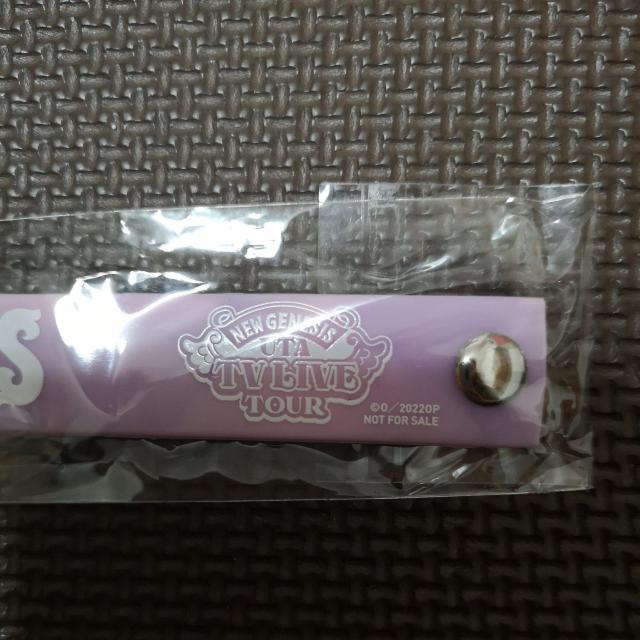 S
NEW GENESIS
UTA
TV LIVE
TOUR
©O/2022OP
NOT FOR SALE